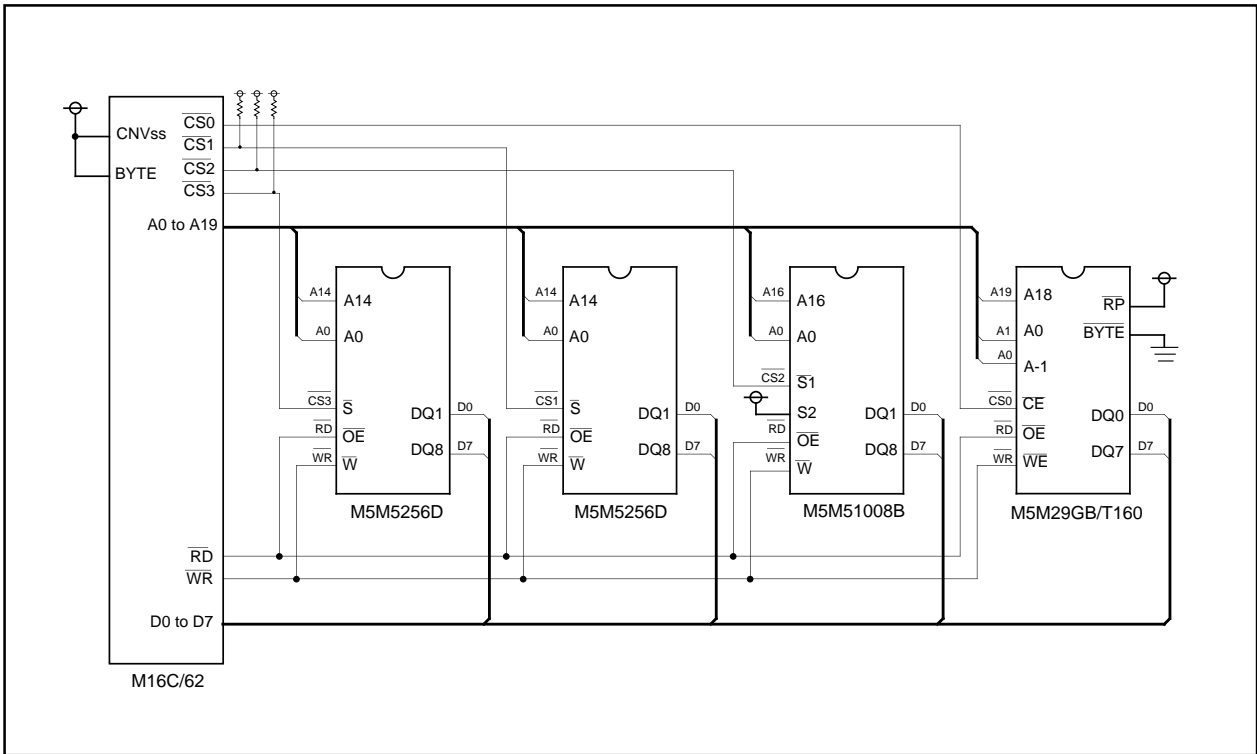 CNVss
BYTE
CS0
CS1
CS2
CS3
A0 to A19
RD
WR
D0 to D7
M16C/62
A14 A14
A0 A0
CS3 S
RD OE
WR W
DQ1 D0
DQ8 D7
M5M5256D
A14 A14
A0 A0
CS1 S
RD OE
WR W
DQ1 D0
DQ8 D7
M5M5256D
A16 A16
A0 A0
CS2 S1
S2
RD OE
WR W
DQ1 D0
DQ8 D7
M5M51008B
A19 A18
A1 A0
A0 A-1
CS0 CE
RD OE
WR WE
RP
BYTE
DQ0 D0
DQ7 D7
M5M29GB/T160